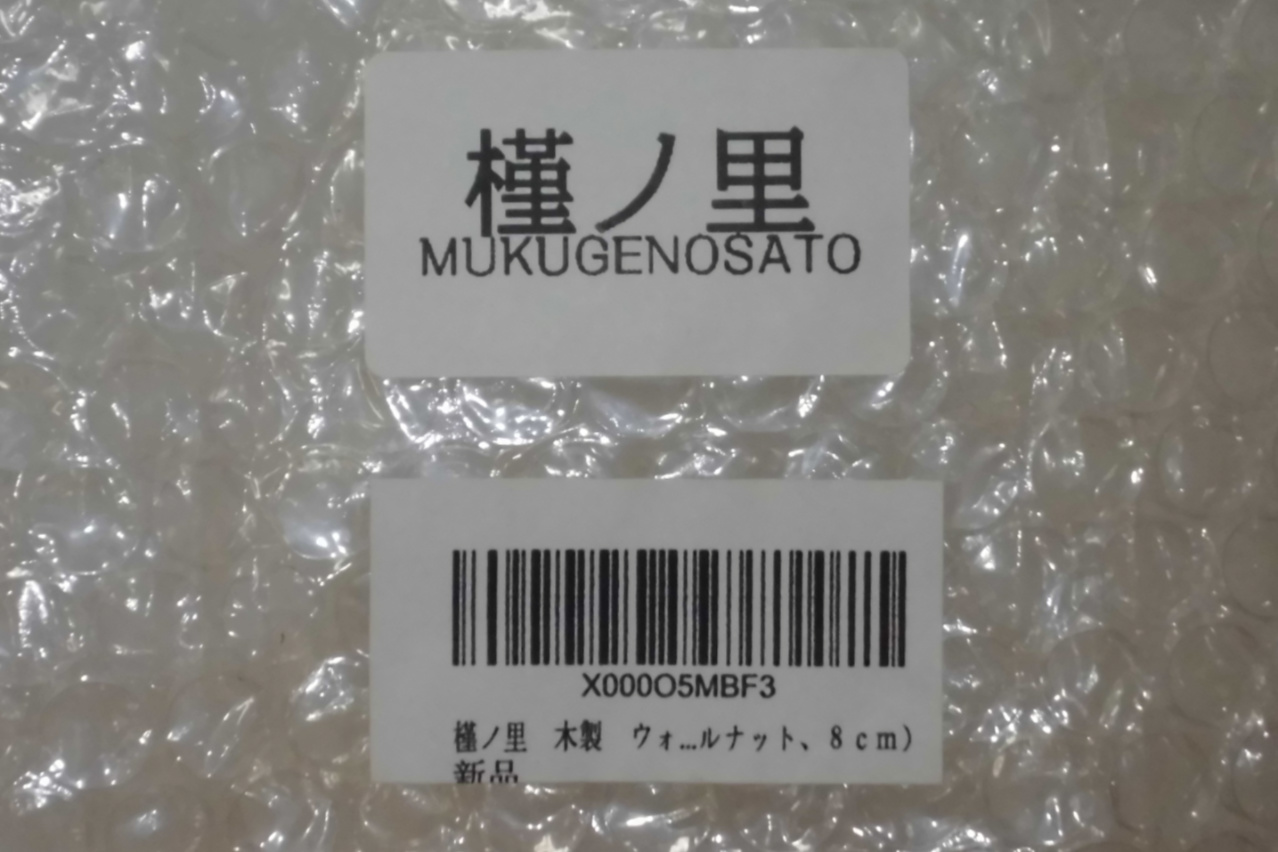 槿ノ里
MUKUGENOSATO
X000O5MBF3
槿ノ里 木製 ウォ...ルナット、8cm)
新品